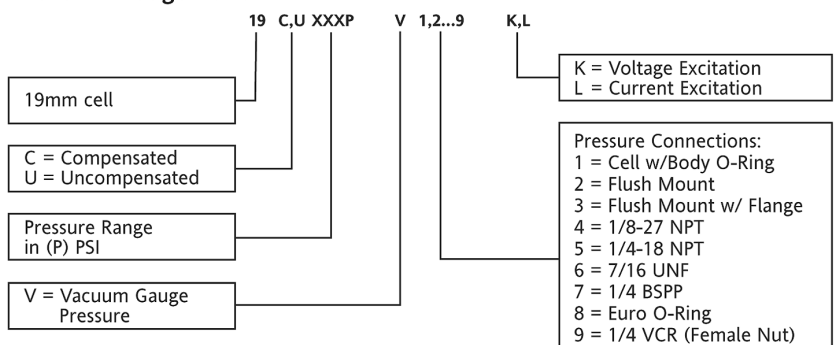 19 C,U XXXP V 1,2...9 K,L
19mm cell
C = Compensated
U = Uncompensated
Pressure Range
in (P) PSI
V = Vacuum Gauge
Pressure
K = Voltage Excitation
L = Current Excitation
Pressure Connections:
1 = Cell w/Body O-Ring
2 = Flush Mount
3 = Flush Mount w/ Flange
4 = 1/8-27 NPT
5 = 1/4-18 NPT
6 = 7/16 UNF
7 = 1/4 BSPP
8 = Euro O-Ring
9 = 1/4 VCR (Female Nut)